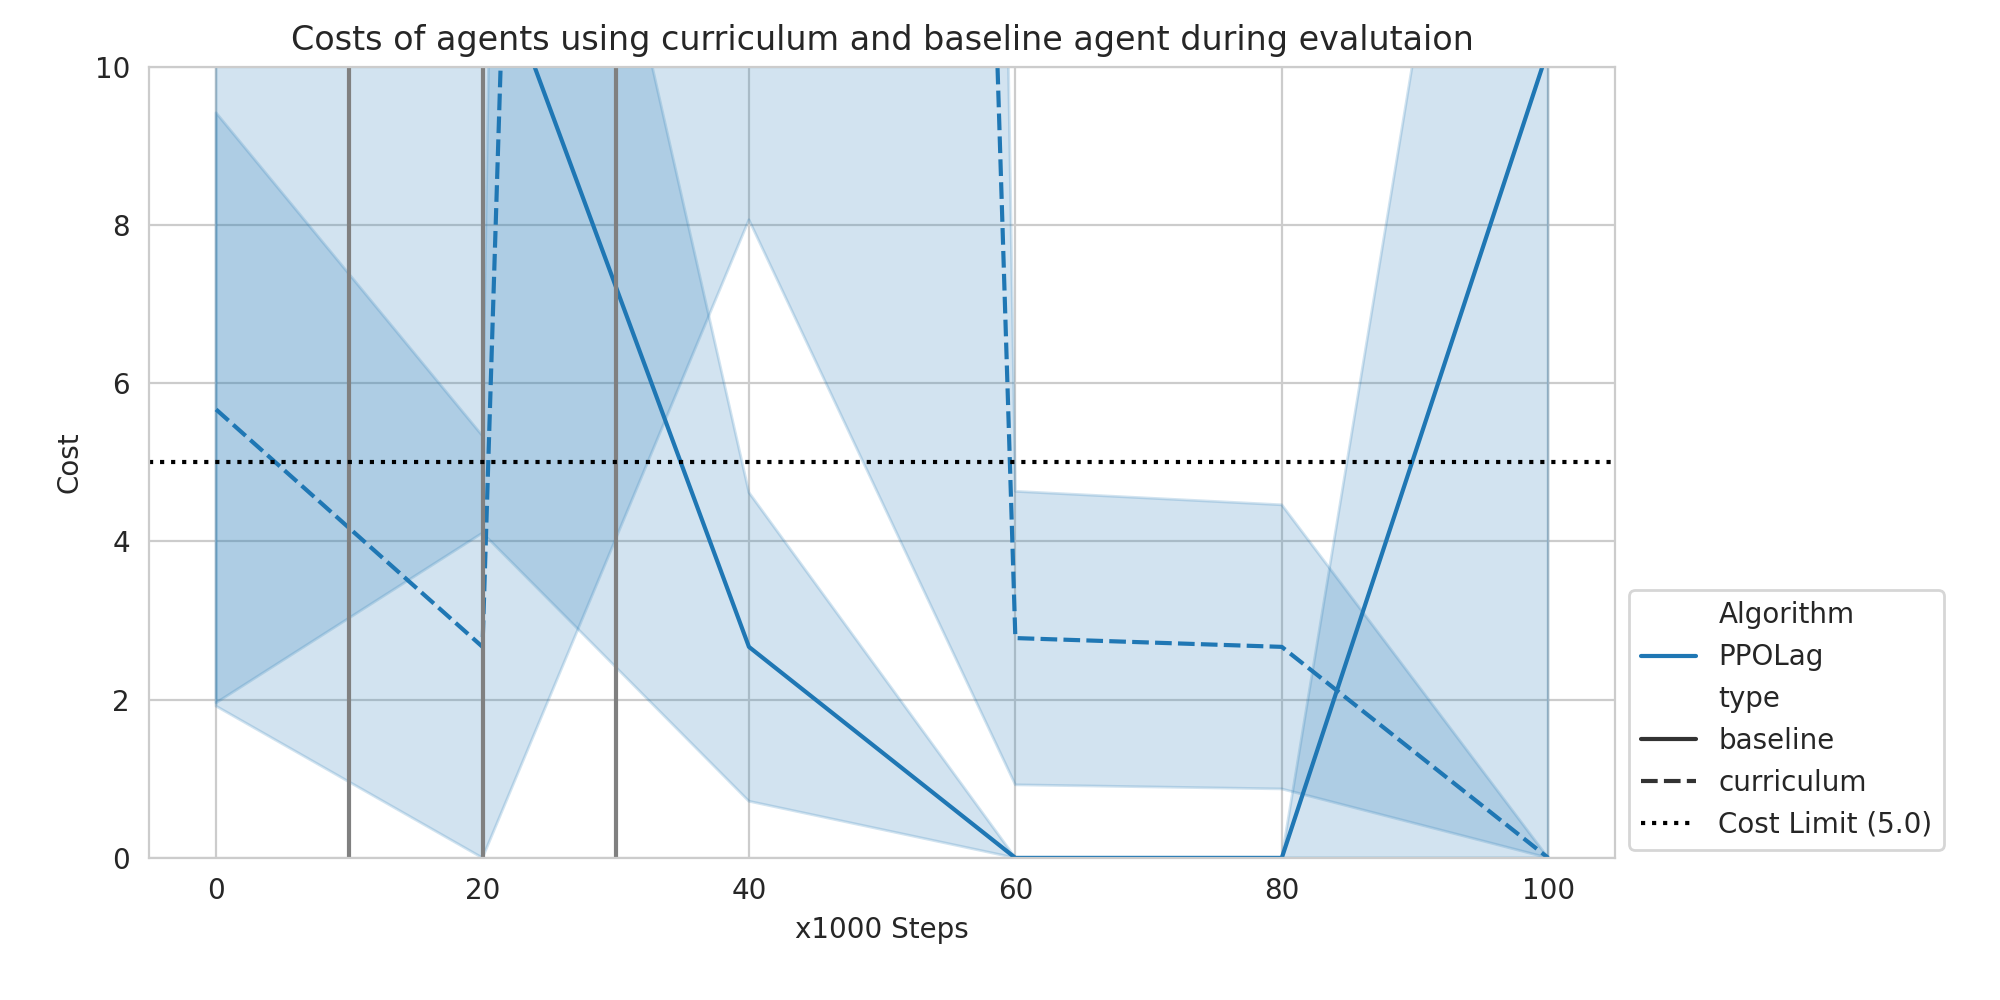 Costs of agents using curriculum and baseline agent during evalutaion
10
8
6
4
2
0
Cost
0 20 40 60 80 100
x1000 Steps
Algorithm
PPOLag
type
baseline
curriculum
Cost Limit (5.0)